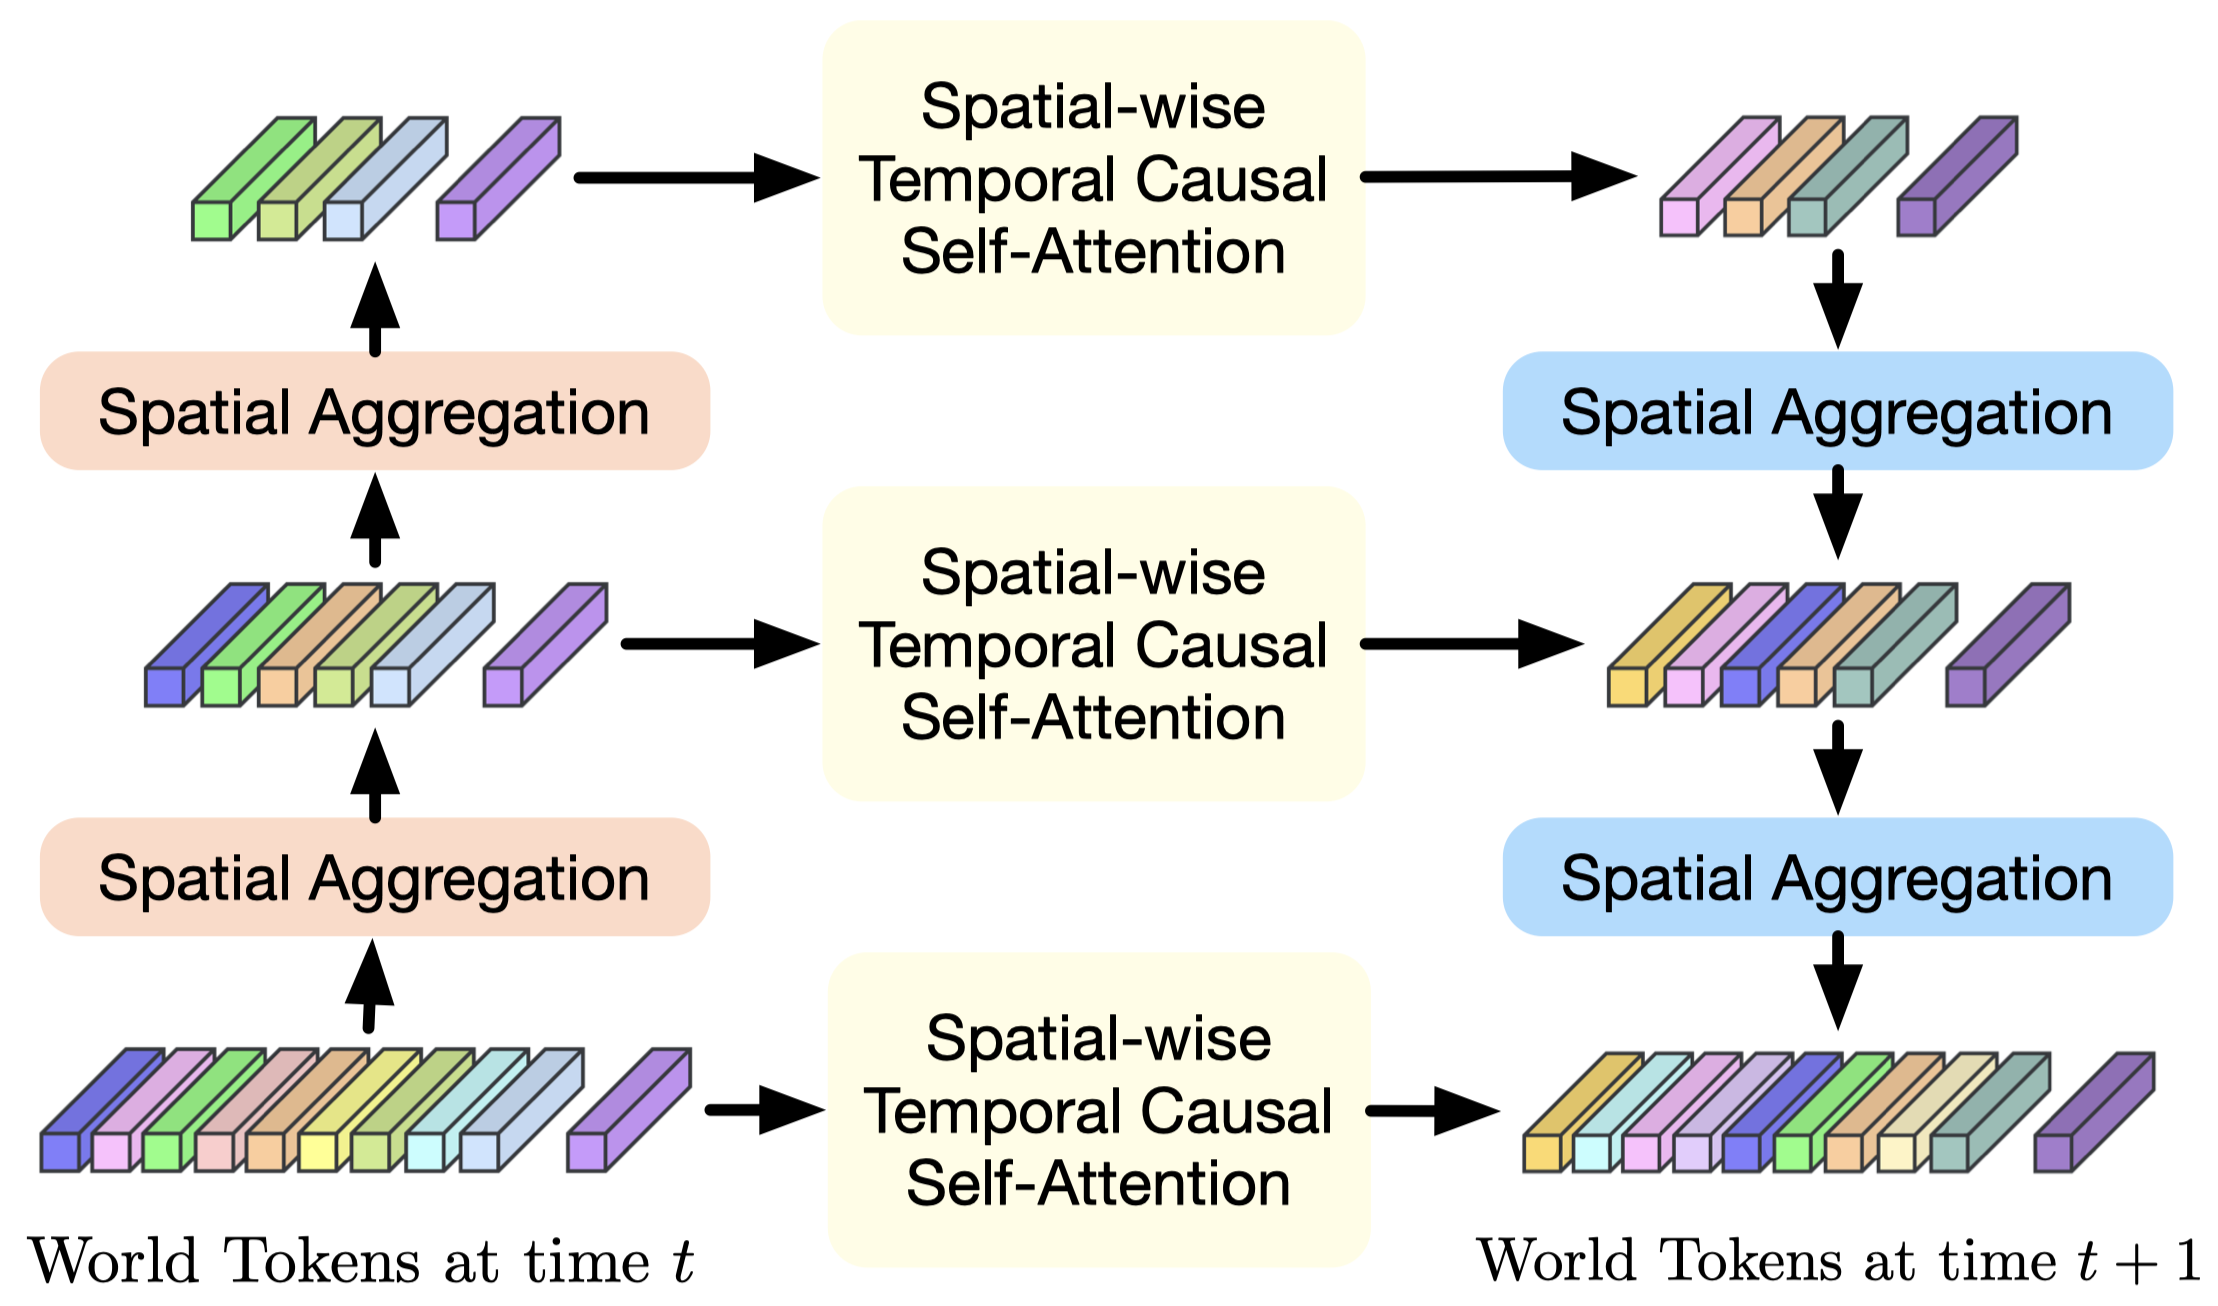 Spatial-wise
Temporal Causal
Self-Attention
Spatial Aggregation
Spatial Aggregation
Spatial-wise
Temporal Causal
Self-Attention
Spatial Aggregation
Spatial Aggregation
Spatial-wise
Temporal Causal
Self-Attention
World Tokens at time t
World Tokens at time t + 1